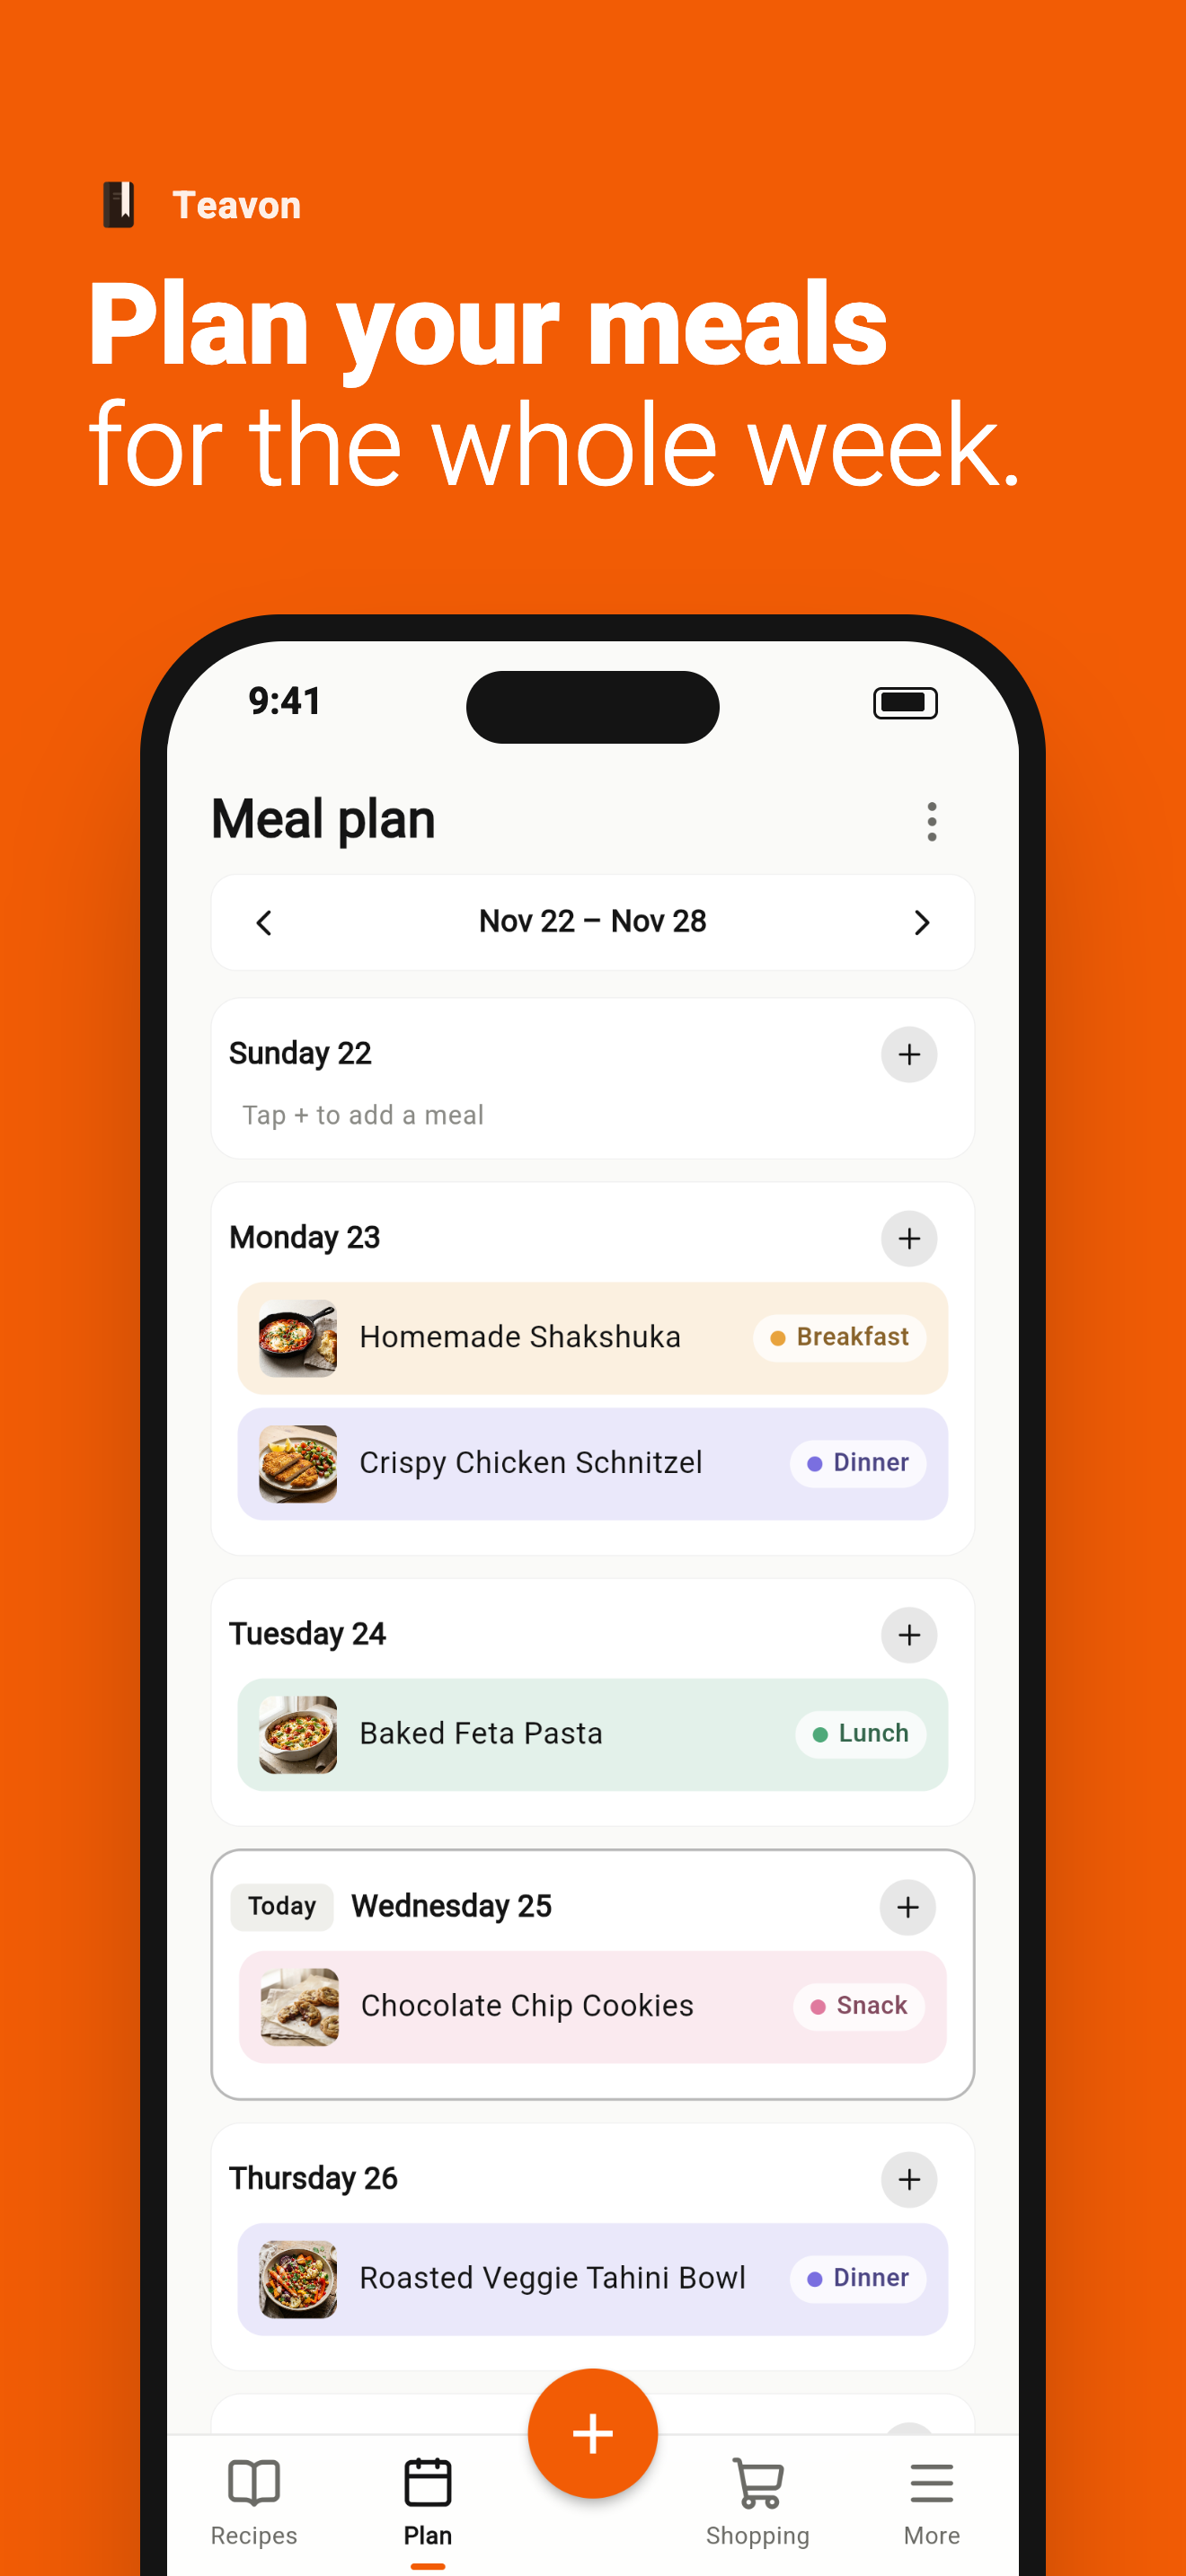 Teavon
Plan your meals
for the whole week.
9:41
Meal plan
Nov 22 – Nov 28
Sunday 22
Tap + to add a meal
Monday 23
Homemade Shakshuka
Breakfast
Crispy Chicken Schnitzel
Dinner
Tuesday 24
Baked Feta Pasta
Lunch
Today
Wednesday 25
Chocolate Chip Cookies
Snack
Thursday 26
Roasted Veggie Tahini Bowl
Dinner
Recipes
Plan
Shopping
More